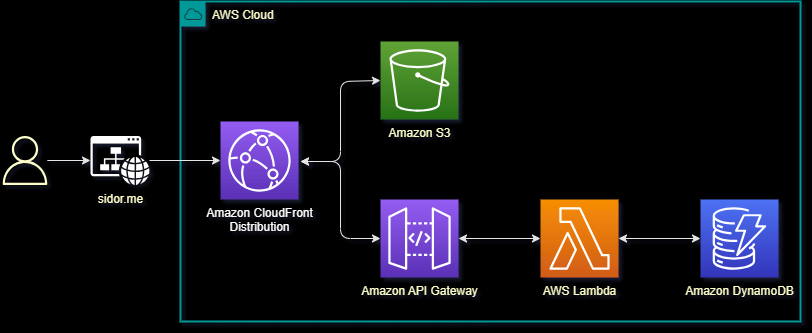 AWS Cloud
Amazon S3
sidor.me
Amazon CloudFront
Distribution
</>
Amazon API Gateway
AWS Lambda
Amazon DynamoDB